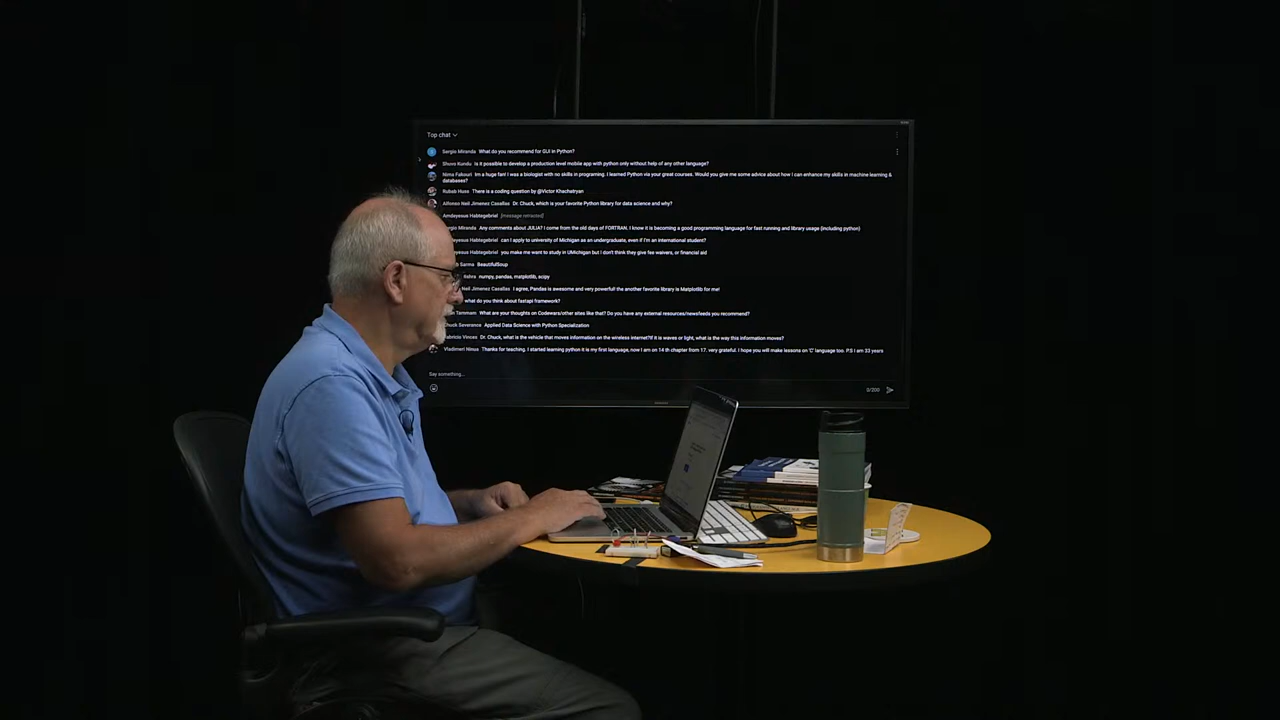 Top chat
Sergio Miranda What do you recommend for GUI in Python?
Shuvo Kundu Is it possible to develop a production level mobile app with python only without help of any other language?
Nima Fakouri Im a huge fan! I was a biologist with no skills in programing. I learned Python via your great courses. Would you give me some advice about how I can enhance my skills in machine learning &
databases?
Rubab Huse There is a coding question by @Victor Khachatryan
Alfonso Neil Jimenez Casallas Dr. Chuck, which is your favorite Python library for data science and why?
Amdeyesus Habtegebriel [message retracted]
Miranda Any comments about JULIA? I come from the old days of FORTRAN. I know it is becoming a good programming language for fast running and library usage (including python)
Habtegebriel can I apply to university of Michigan as an undergraduate, even if I'm an international student?
Habtegebriel you make me want to study in UMichigan but I don't think they give fee waivers, or financial aid
Sarma BeautifulSoup
numpy, pandas, matplotlib, scipy
Neil Jimenez Casallas I agree, Pandas is awesome and very powerful! the another favorite library is Matplotlib for me!
what do you think about fastapi framework?
Tammam What are your thoughts on Codewars/other sites like that? Do you have any external resources/newsfeeds you recommend?
Chuck Severance Applied Data Science with Python Specialization
Vinces Dr. Chuck, what is the vehicle that moves information on the wireless internet?If it is waves or light, what is the way this information moves?
Vladimeri Ninua Thanks for teaching. I started learning python it is my first language, now I am on 14 th chapter from 17. very grateful. I hope you will make lessons on 'C' language too. P.S I am 33 years
Say something...
0/200